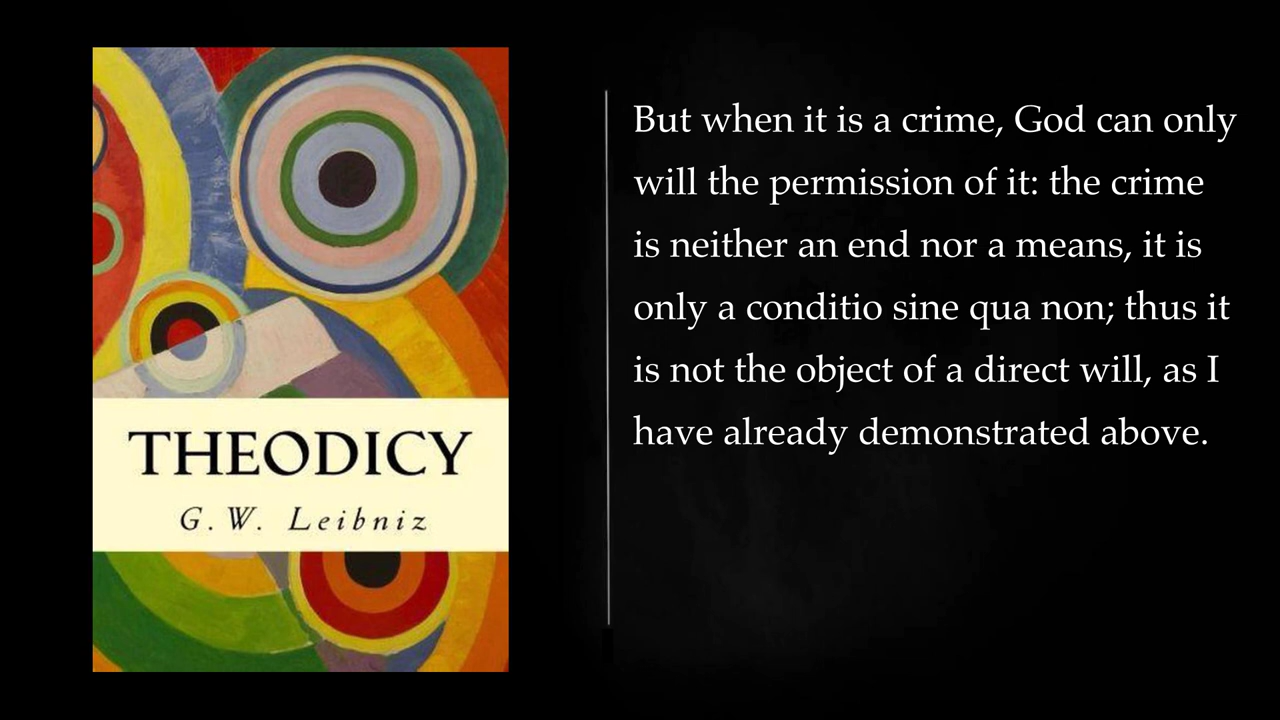 THEODICY
G.W. Leibniz
But when it is a crime, God can only
will the permission of it: the crime
is neither an end nor a means, it is
only a conditio sine qua non; thus it
is not the object of a direct will, as I
have already demonstrated above.